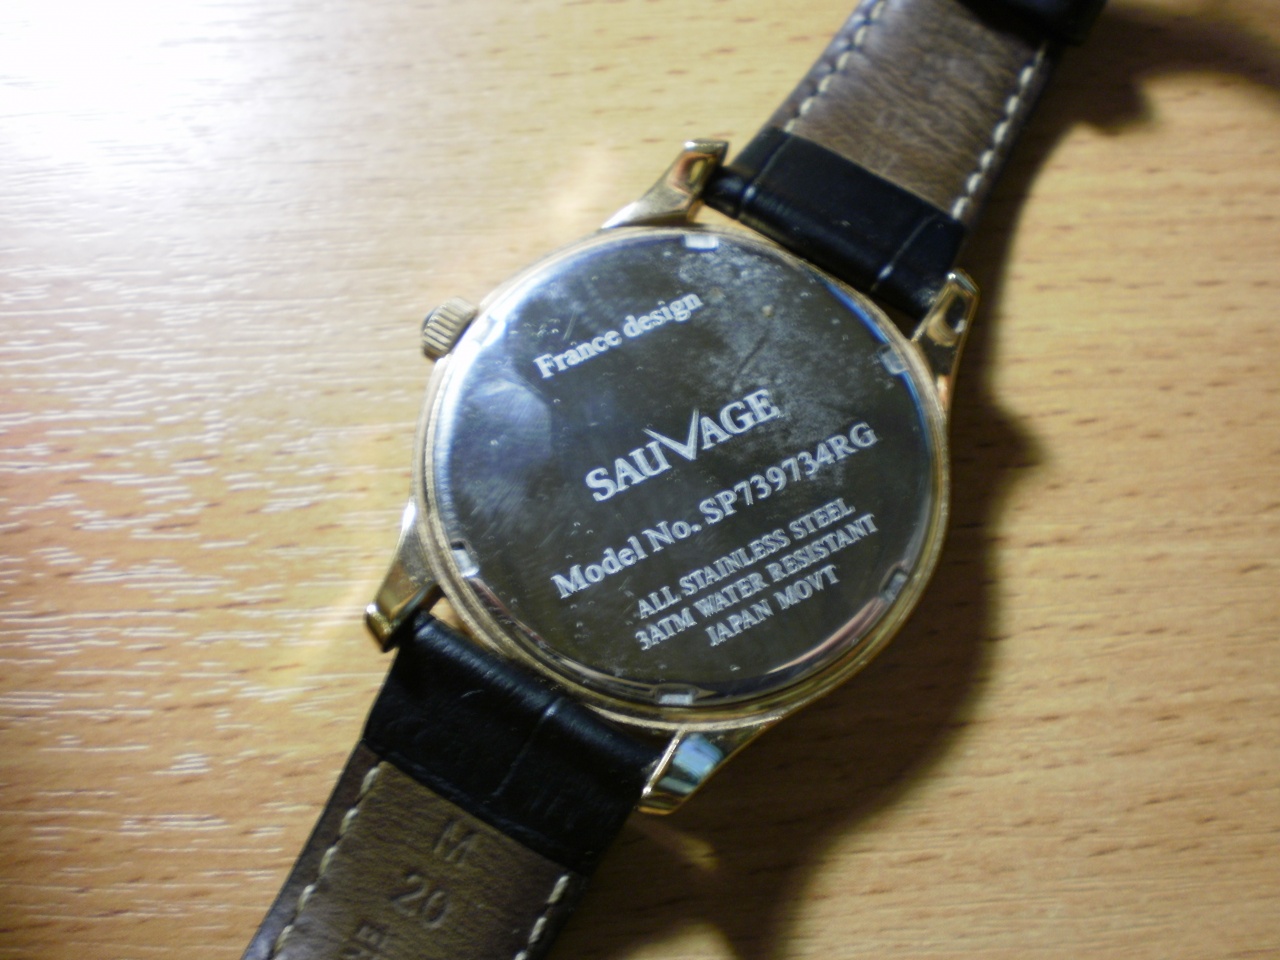 France design
SAUVAGE
Model No. SP739734RG
ALL STAINLESS STEEL
3ATM WATER RESISTANT
JAPAN MOVT
M
20